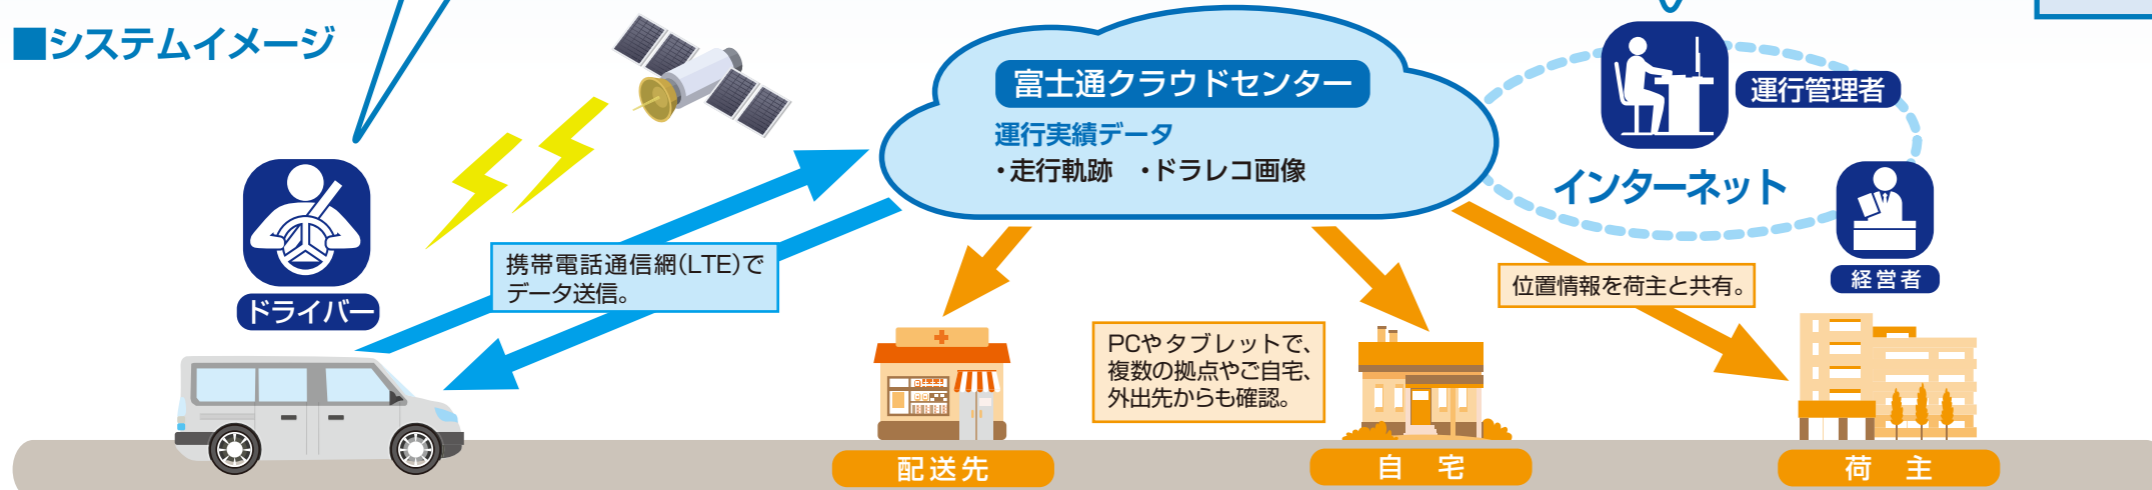 ■システムイメージ
富士通クラウドセンター
運行実績データ
・走行軌跡 ・ドラレコ画像
運行管理者
インターネット
経営者
ドライバー
携帯電話通信網(LTE)で
データ送信。
位置情報を荷主と共有。
PCやタブレットで、
複数の拠点やご自宅、
外出先からも確認。
配送先
自 宅
荷 主